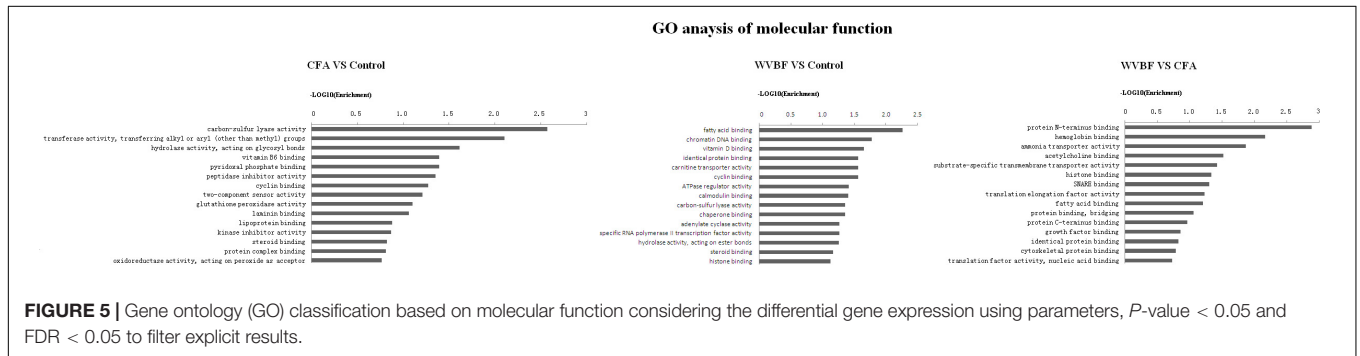 GO anaysis of molecular function
CFA VS Control
-LOG10(Enrichment)
0 0.5 1.0 1.5 2.0 2.5 3.0
carbon-sulfur lyase activity
transferase activity, transferring alkyl or aryl (other than methyl) groups
hydrolase activity, acting on glycosyl bonds
vitamin B6 binding
pyridoxal phosphate binding
peptidase inhibitor activity
cyclin binding
two-component sensor activity
glutathione peroxidase activity
laminin binding
lipoprotein binding
kinase inhibitor activity
steroid binding
protein complex binding
oxidoreductase activity, acting on peroxide as acceptor
WVBF VS Control
-LOG10(Enrichment)
0 0.5 1.0 1.5 2.0 2.5
fatty acid binding
chromatin DNA binding
vitamin D binding
identical protein binding
carnitine transporter activity
cyclin binding
ATPase regulator activity
calmodulin binding
carbon-sulfur lyase activity
chaperone binding
adenylate cyclase activity
specific RNA polymerase II transcription factor activity
hydrolase activity, acting on ester bonds
steroid binding
histone binding
WVBF VS CFA
-LOG10(Enrichment)
0 0.5 1.0 1.5 2.0 2.5 3
protein N-terminus binding
hemoglobin binding
ammonia transporter activity
acetylcholine binding
substrate-specific transmembrane transporter activity
histone binding
SNARE binding
translation elongation factor activity
fatty acid binding
protein binding, bridging
protein C-terminus binding
growth factor binding
identical protein binding
cytoskeletal protein binding
translation factor activity, nucleic acid binding
FIGURE 5 | Gene ontology (GO) classification based on molecular function considering the differential gene expression using parameters, P-value < 0.05 and
FDR < 0.05 to filter explicit results.